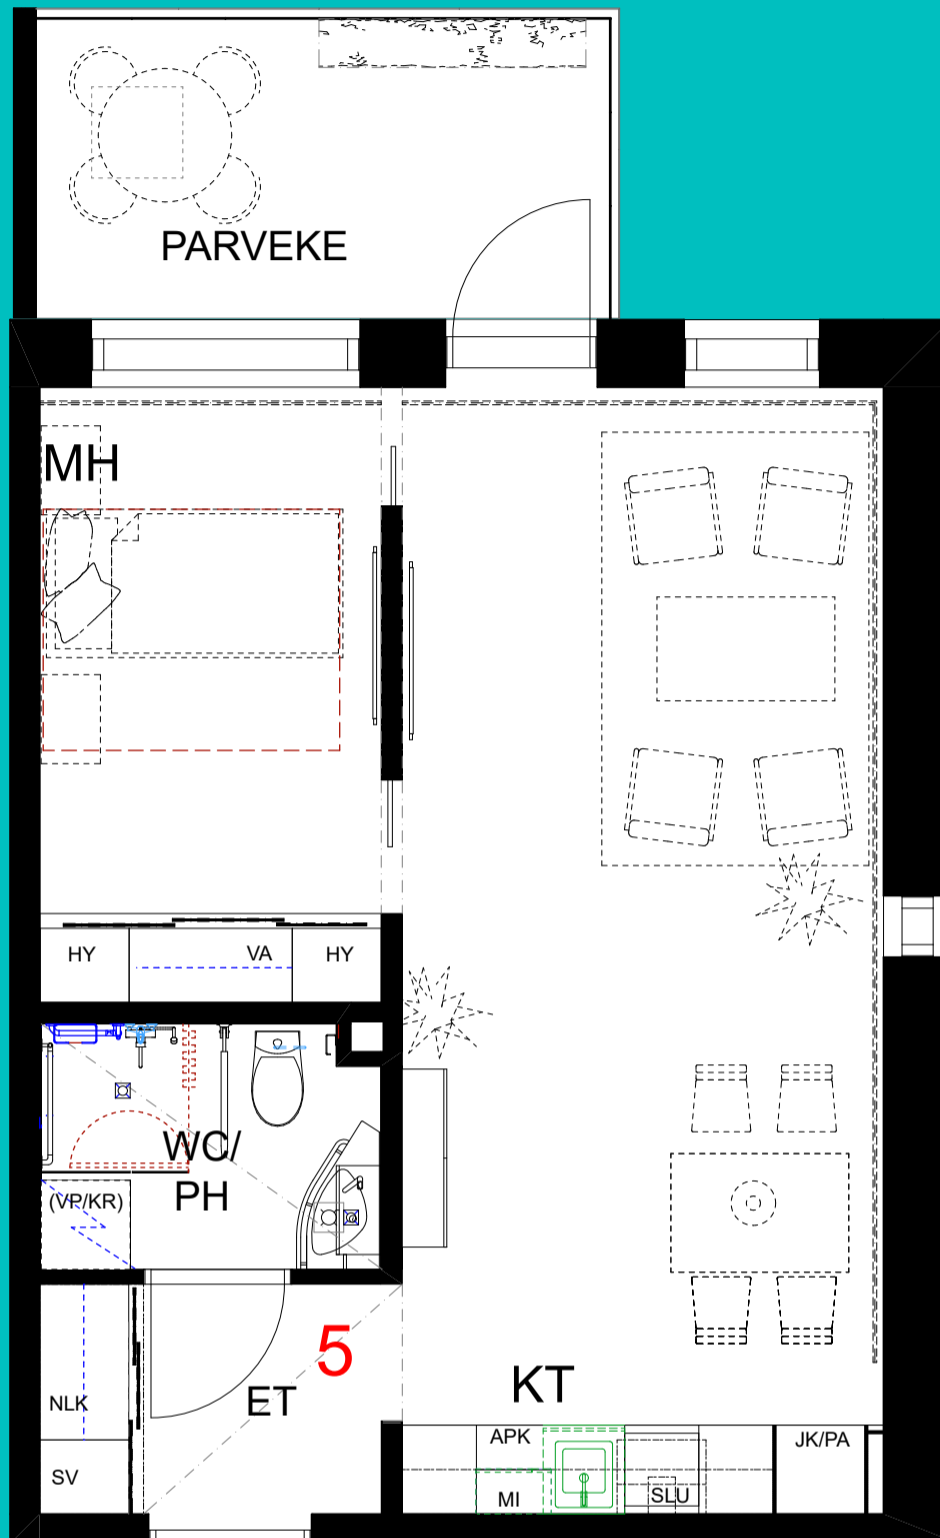 PARVEKE
MH
HY VA HY
WC/
PH
(VP/KR)
5
NLK
ET
SV
KT
APK
MI
SLU
JK/PA